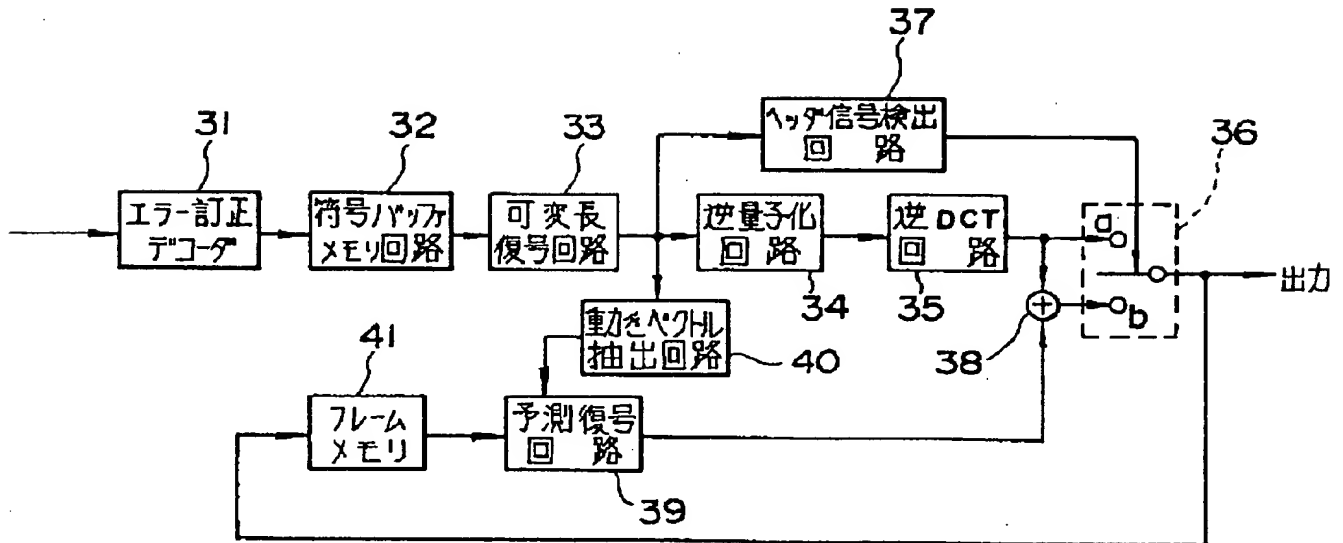 37
ヘッダ信号検出
回路
36
31
32
33
エラー訂正
デコーダ
符号バッファ
メモリ回路
可変長
復号回路
逆量子化
回路
34
逆DCT
回路
35
a
b
出力
38
動きベクトル
抽出回路
40
41
フレーム
メモリ
予測復号
回路
39